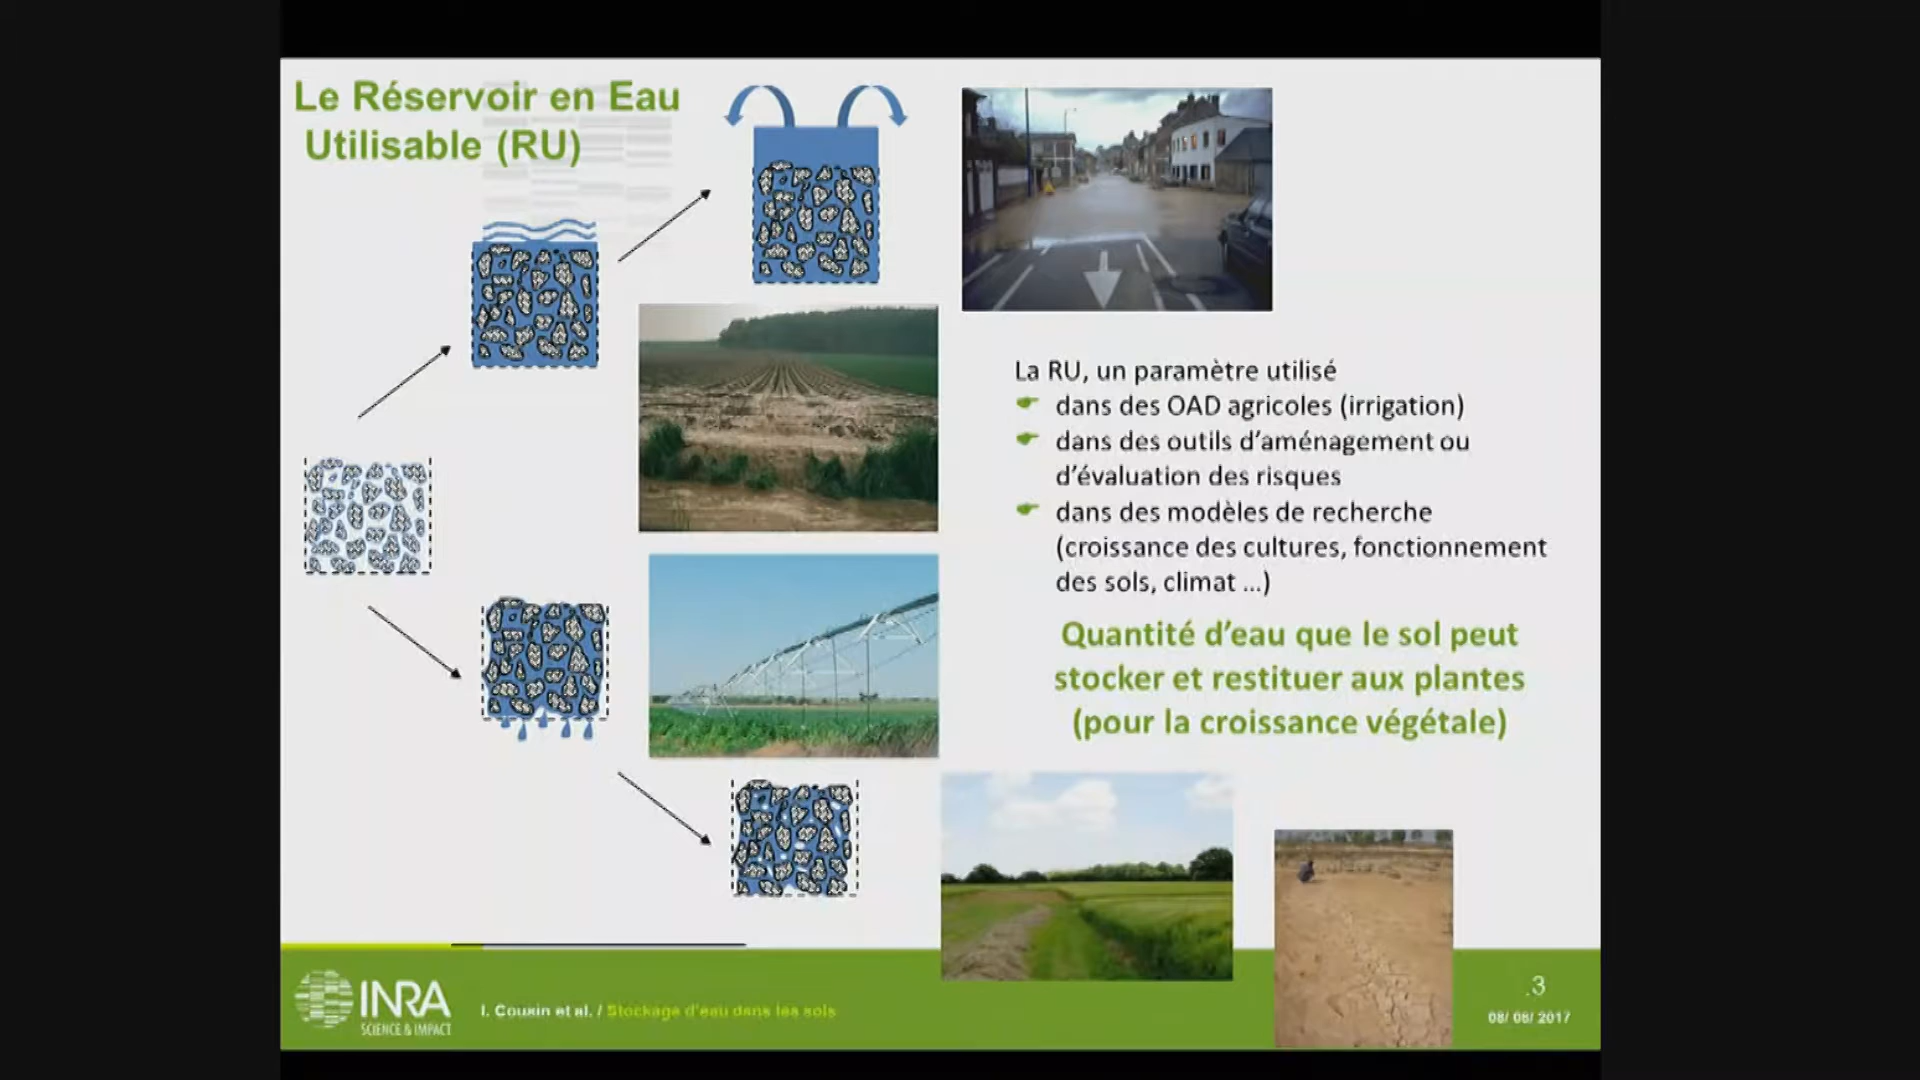 Le Réservoir en Eau
Utilisable (RU)
La RU, un paramètre utilisé
dans des OAD agricoles (irrigation)
dans des outils d'aménagement ou
d'évaluation des risques
dans des modèles de recherche
(croissance des cultures, fonctionnement
des sols, climat ...)
Quantité d'eau que le sol peut
stocker et restituer aux plantes
(pour la croissance végétale)
INRA
SCIENCE & IMPACT
I. Cousin et al. / Stockage d'eau dans les sols
.3
08/ 06/ 2017